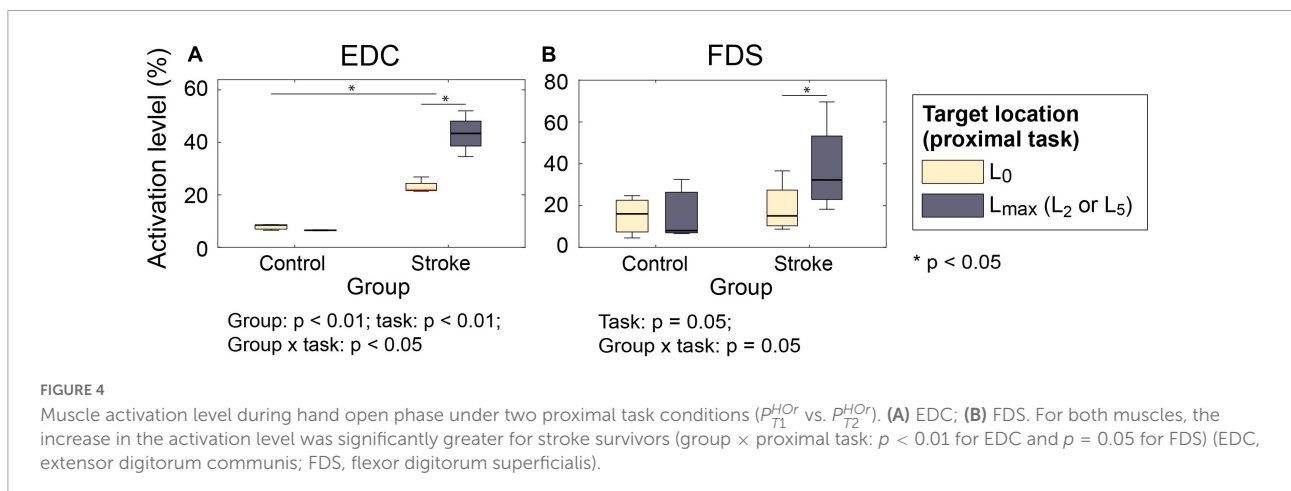 A EDC
Activation levlel (%)
60
40
20
0
*
*
Control Stroke
Group
Group: p < 0.01; task: p < 0.01;
Group x task: p < 0.05
B FDS
80
60
40
20
0
*
Control Stroke
Group
Task: p = 0.05;
Group x task: p = 0.05
Target location
(proximal task)
L0
Lmax (L2 or L5)
* p < 0.05
FIGURE 4
Muscle activation level during hand open phase under two proximal task conditions (P_{T1}^{HOr} vs. P_{T2}^{HOr}). (A) EDC; (B) FDS. For both muscles, the
increase in the activation level was significantly greater for stroke survivors (group × proximal task: p < 0.01 for EDC and p = 0.05 for FDS) (EDC,
extensor digitorum communis; FDS, flexor digitorum superficialis).